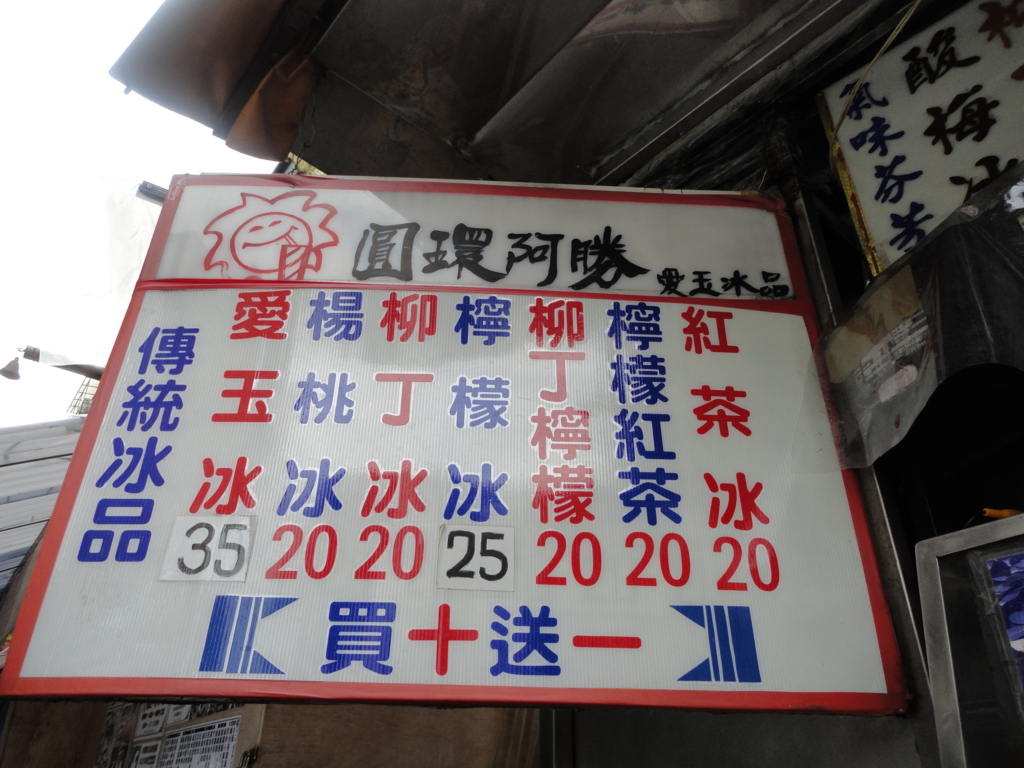 圓環阿勝 愛玉冰品
傳統冰品
愛玉冰 35
楊桃冰 20
柳丁冰 20
檸檬冰 25
柳丁檸檬 20
檸檬紅茶 20
紅茶冰 20
買十送一
酸梅冰
氣味芬芳